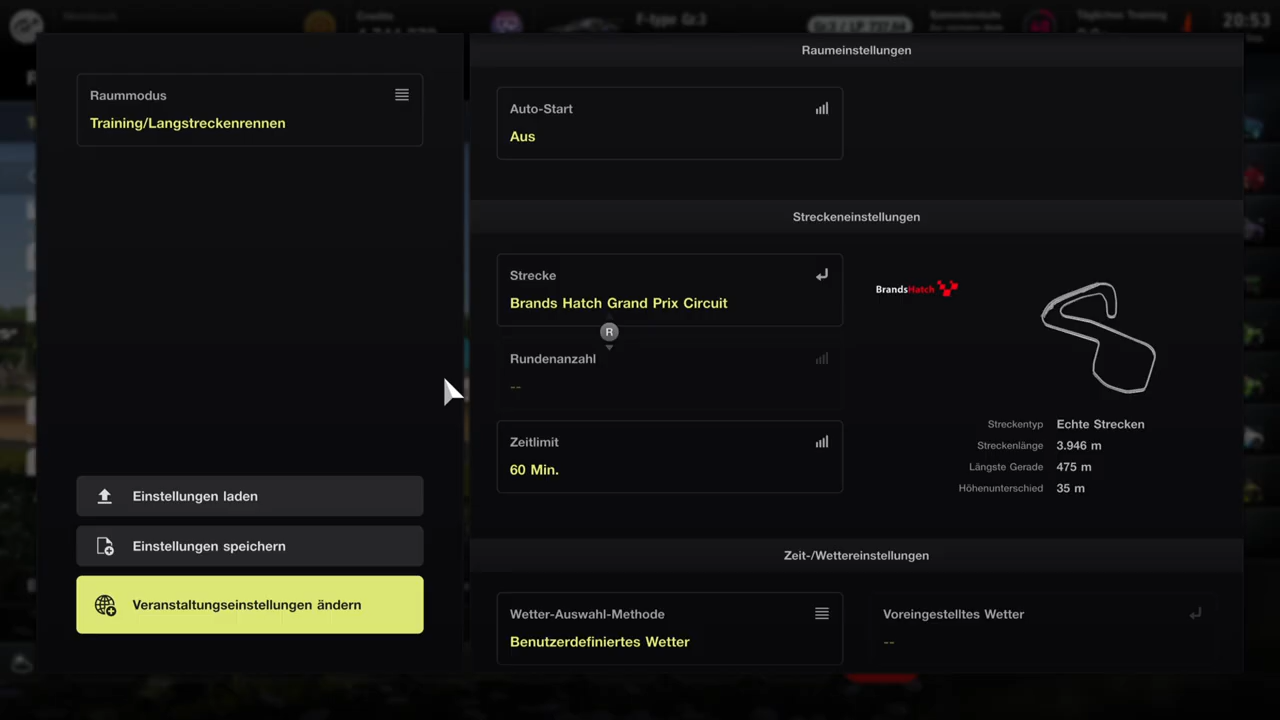 F-type Gr.3
20:53
Raummodus
Training/Langstreckenrennen
Einstellungen laden
Einstellungen speichern
Veranstaltungseinstellungen ändern
Raumeinstellungen
Auto-Start
Aus
Streckeneinstellungen
Strecke
Brands Hatch Grand Prix Circuit
R
Rundenanzahl
--
Zeitlimit
60 Min.
BrandsHatch
Streckentyp Echte Strecken
Streckenlänge 3.946 m
Längste Gerade 475 m
Höhenunterschied 35 m
Zeit-/Wettereinstellungen
Wetter-Auswahl-Methode
Benutzerdefiniertes Wetter
Voreingestelltes Wetter
--